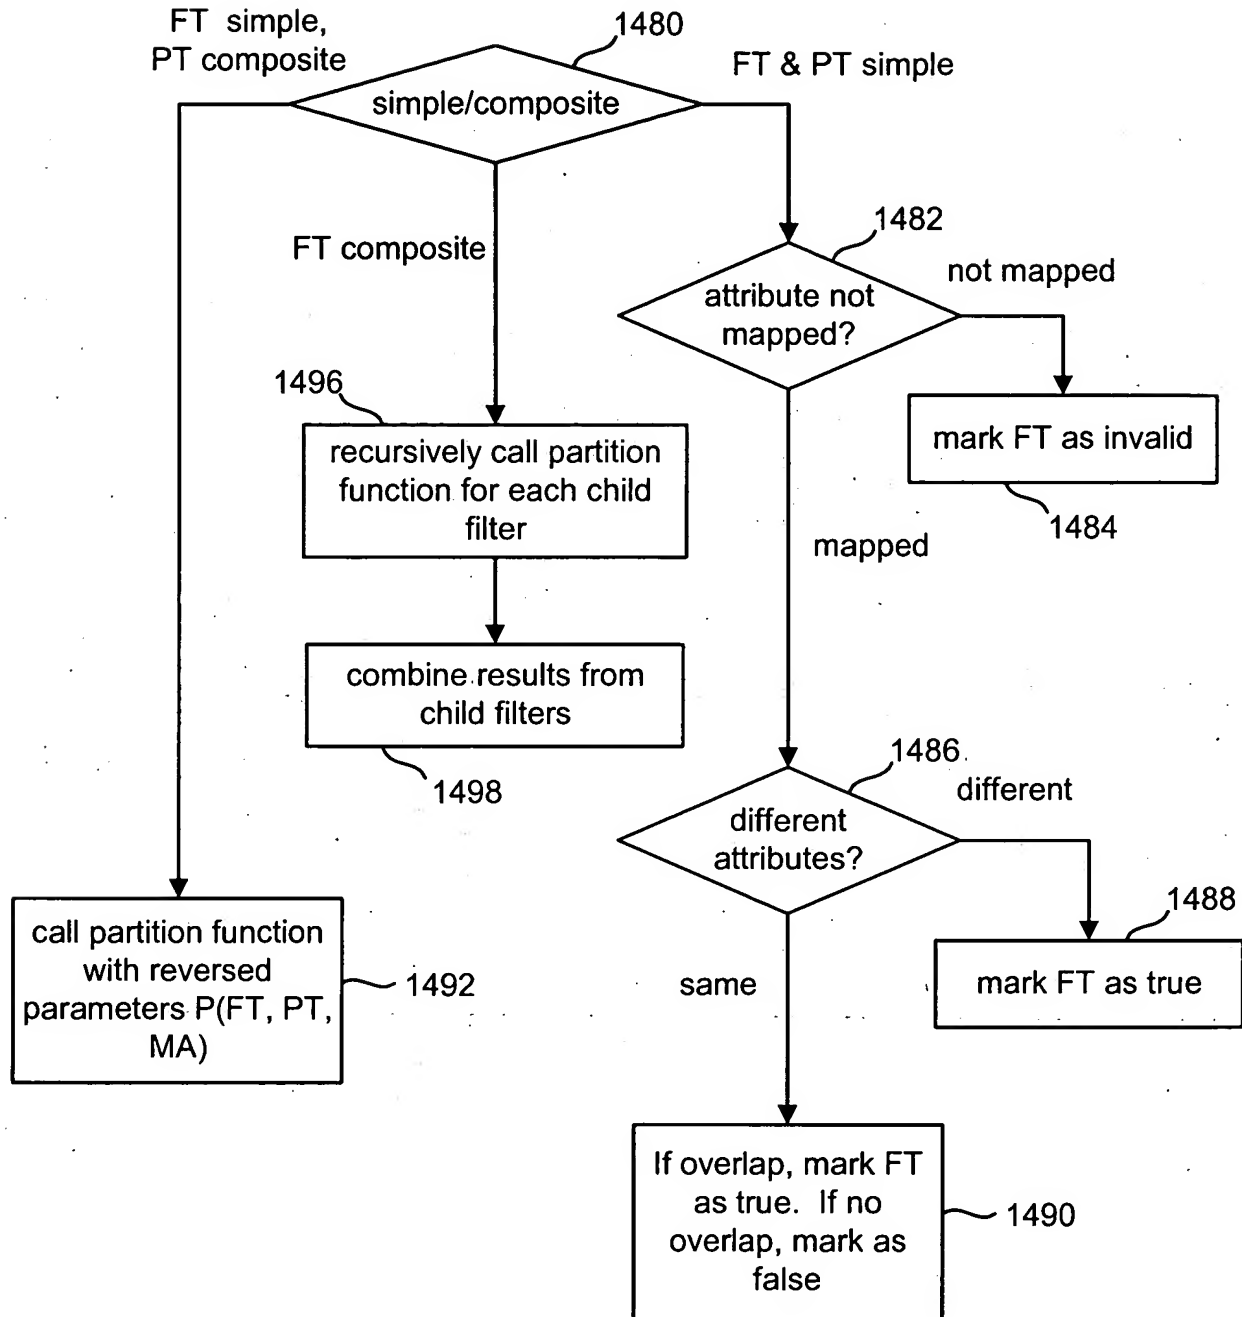 FT simple,
PT composite
1480
FT & PT simple
simple/composite
FT composite
1482
not mapped
attribute not
mapped?
1496
recursively call partition
function for each child
filter
mark FT as invalid
1484
mapped
combine results from
child filters
1498
1486
different
different
attributes?
1488
call partition function
with reversed
parameters P(FT, PT,
MA)
1492
same
mark FT as true
If overlap, mark FT
as true. If no
overlap, mark as
false
1490